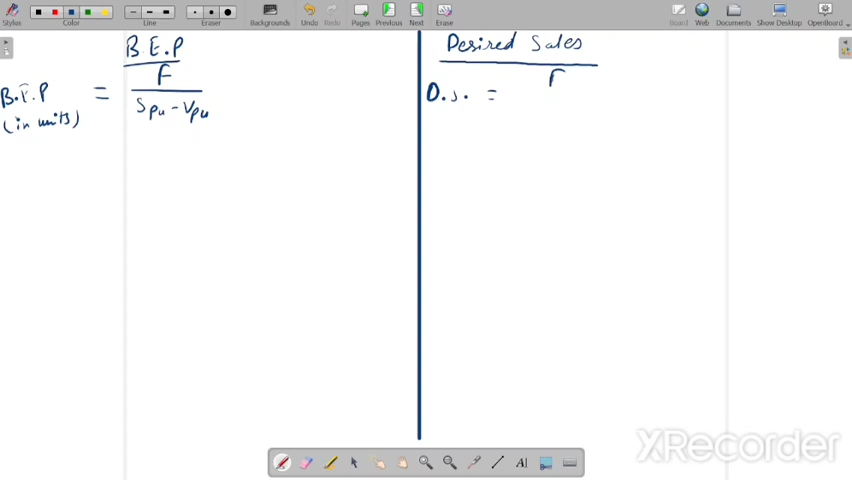 Stylus
Color
Line
Eraser
Backgrounds
Undo
Redo
Pages
Previous
Next
Erase
Board
Web
Documents
Show Desktop
OpenBoard
B.E.P
B.E.P = F
(in units) Spu - Vpu
Desired Sales
D.S. =
AI
XRecorder